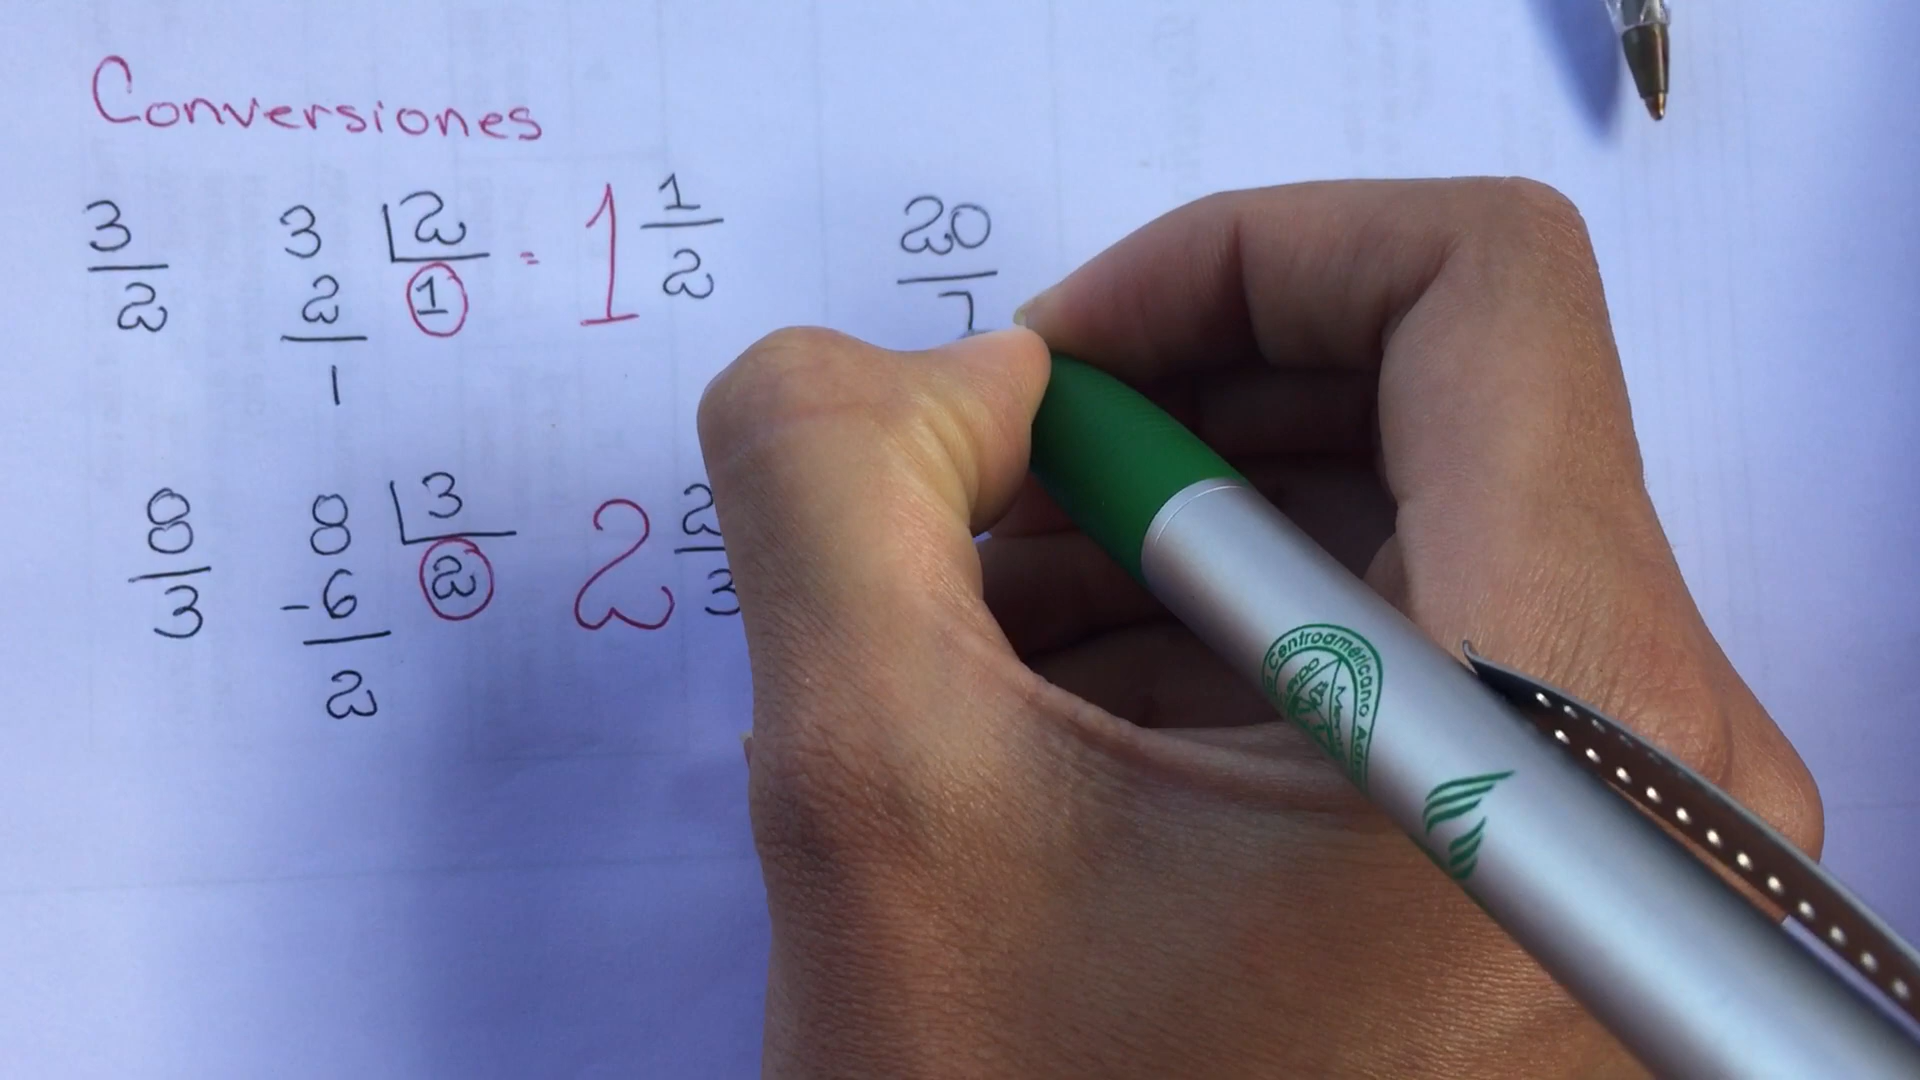 Conversiones
3/2 3 2 = 1 1/2
2 1
1
8/3 8 3 2 2/3
-6 2
2
20/7
Centroamericano